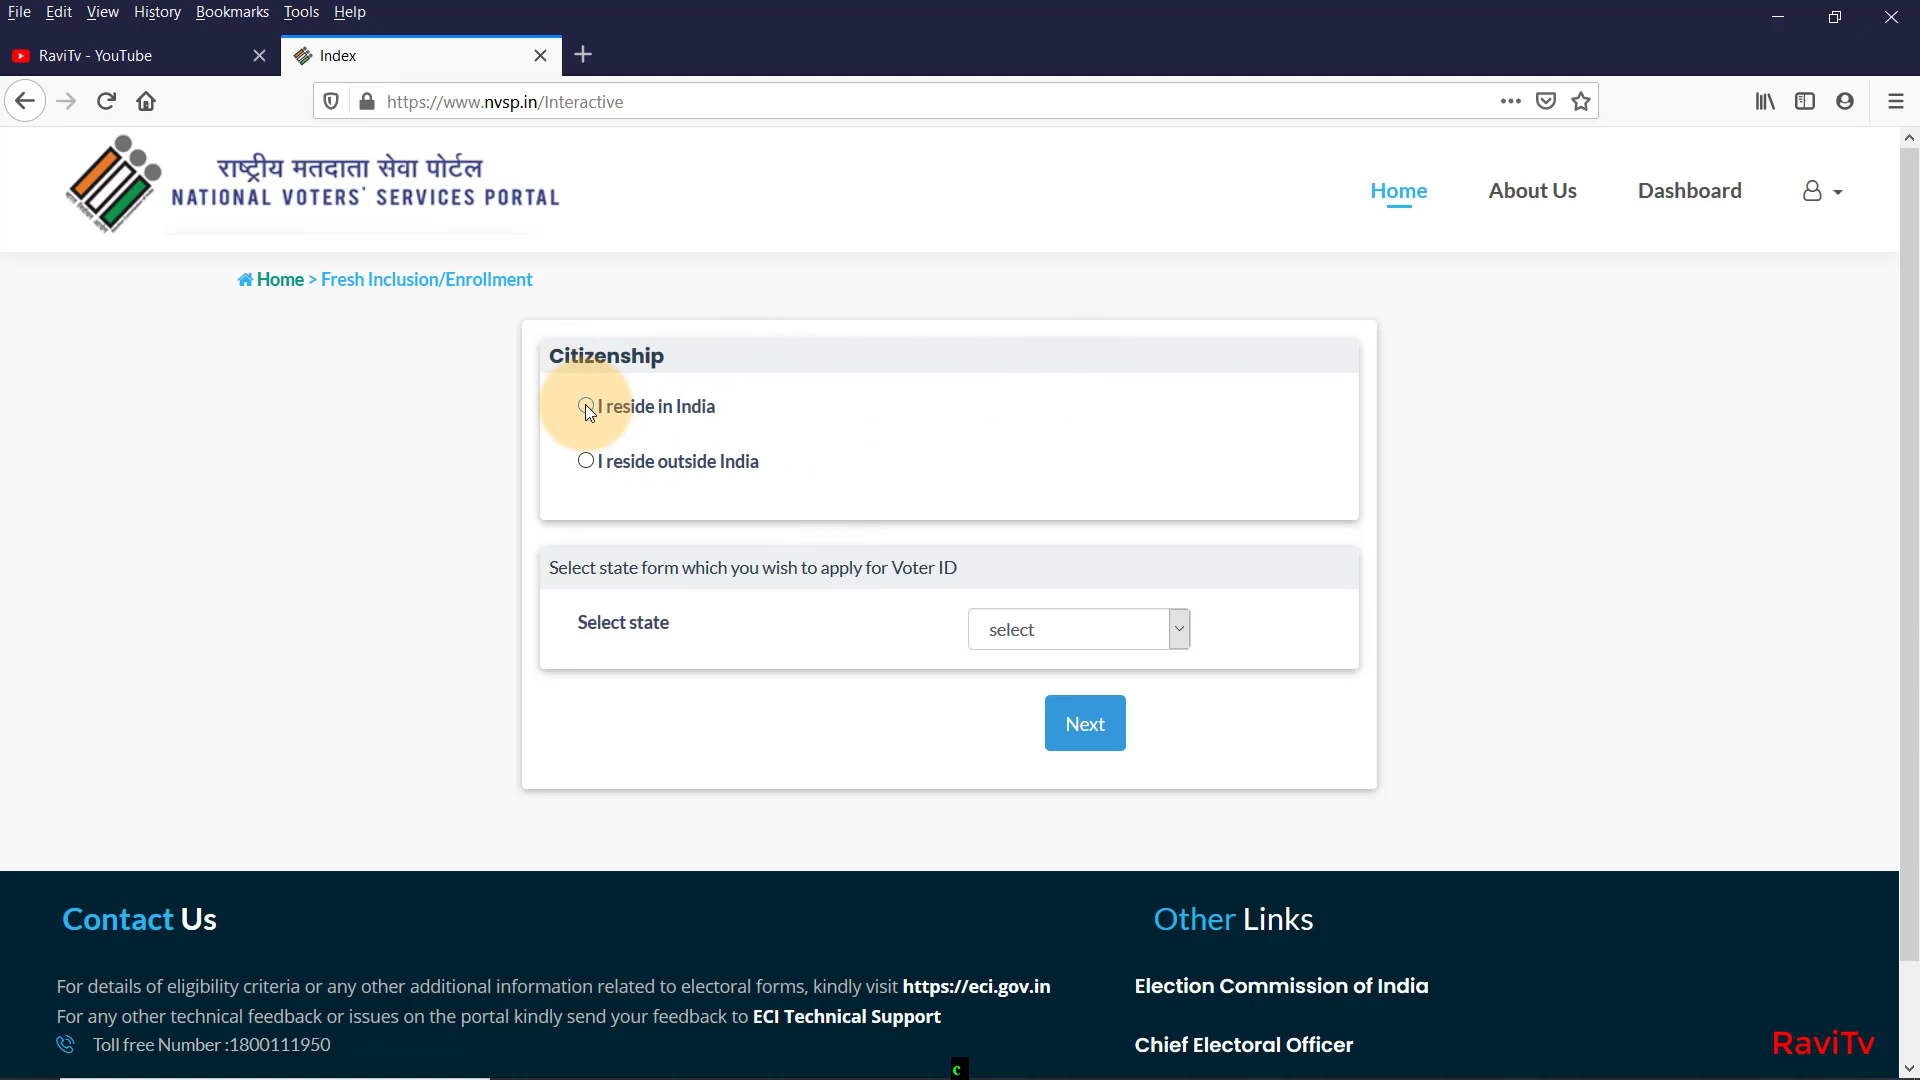 File Edit View History Bookmarks Tools Help
RaviTv - YouTube
Index
https://www.nvsp.in/Interactive
राष्ट्रीय मतदाता सेवा पोर्टल
NATIONAL VOTERS' SERVICES PORTAL
Home About Us Dashboard
Home > Fresh Inclusion/Enrollment
Citizenship
I reside in India
I reside outside India
Select state form which you wish to apply for Voter ID
Select state
select
Next
Contact Us
For details of eligibility criteria or any other additional information related to electoral forms, kindly visit https://eci.gov.in
For any other technical feedback or issues on the portal kindly send your feedback to ECI Technical Support
Toll free Number :1800111950
Other Links
Election Commission of India
Chief Electoral Officer
RaviTv
c